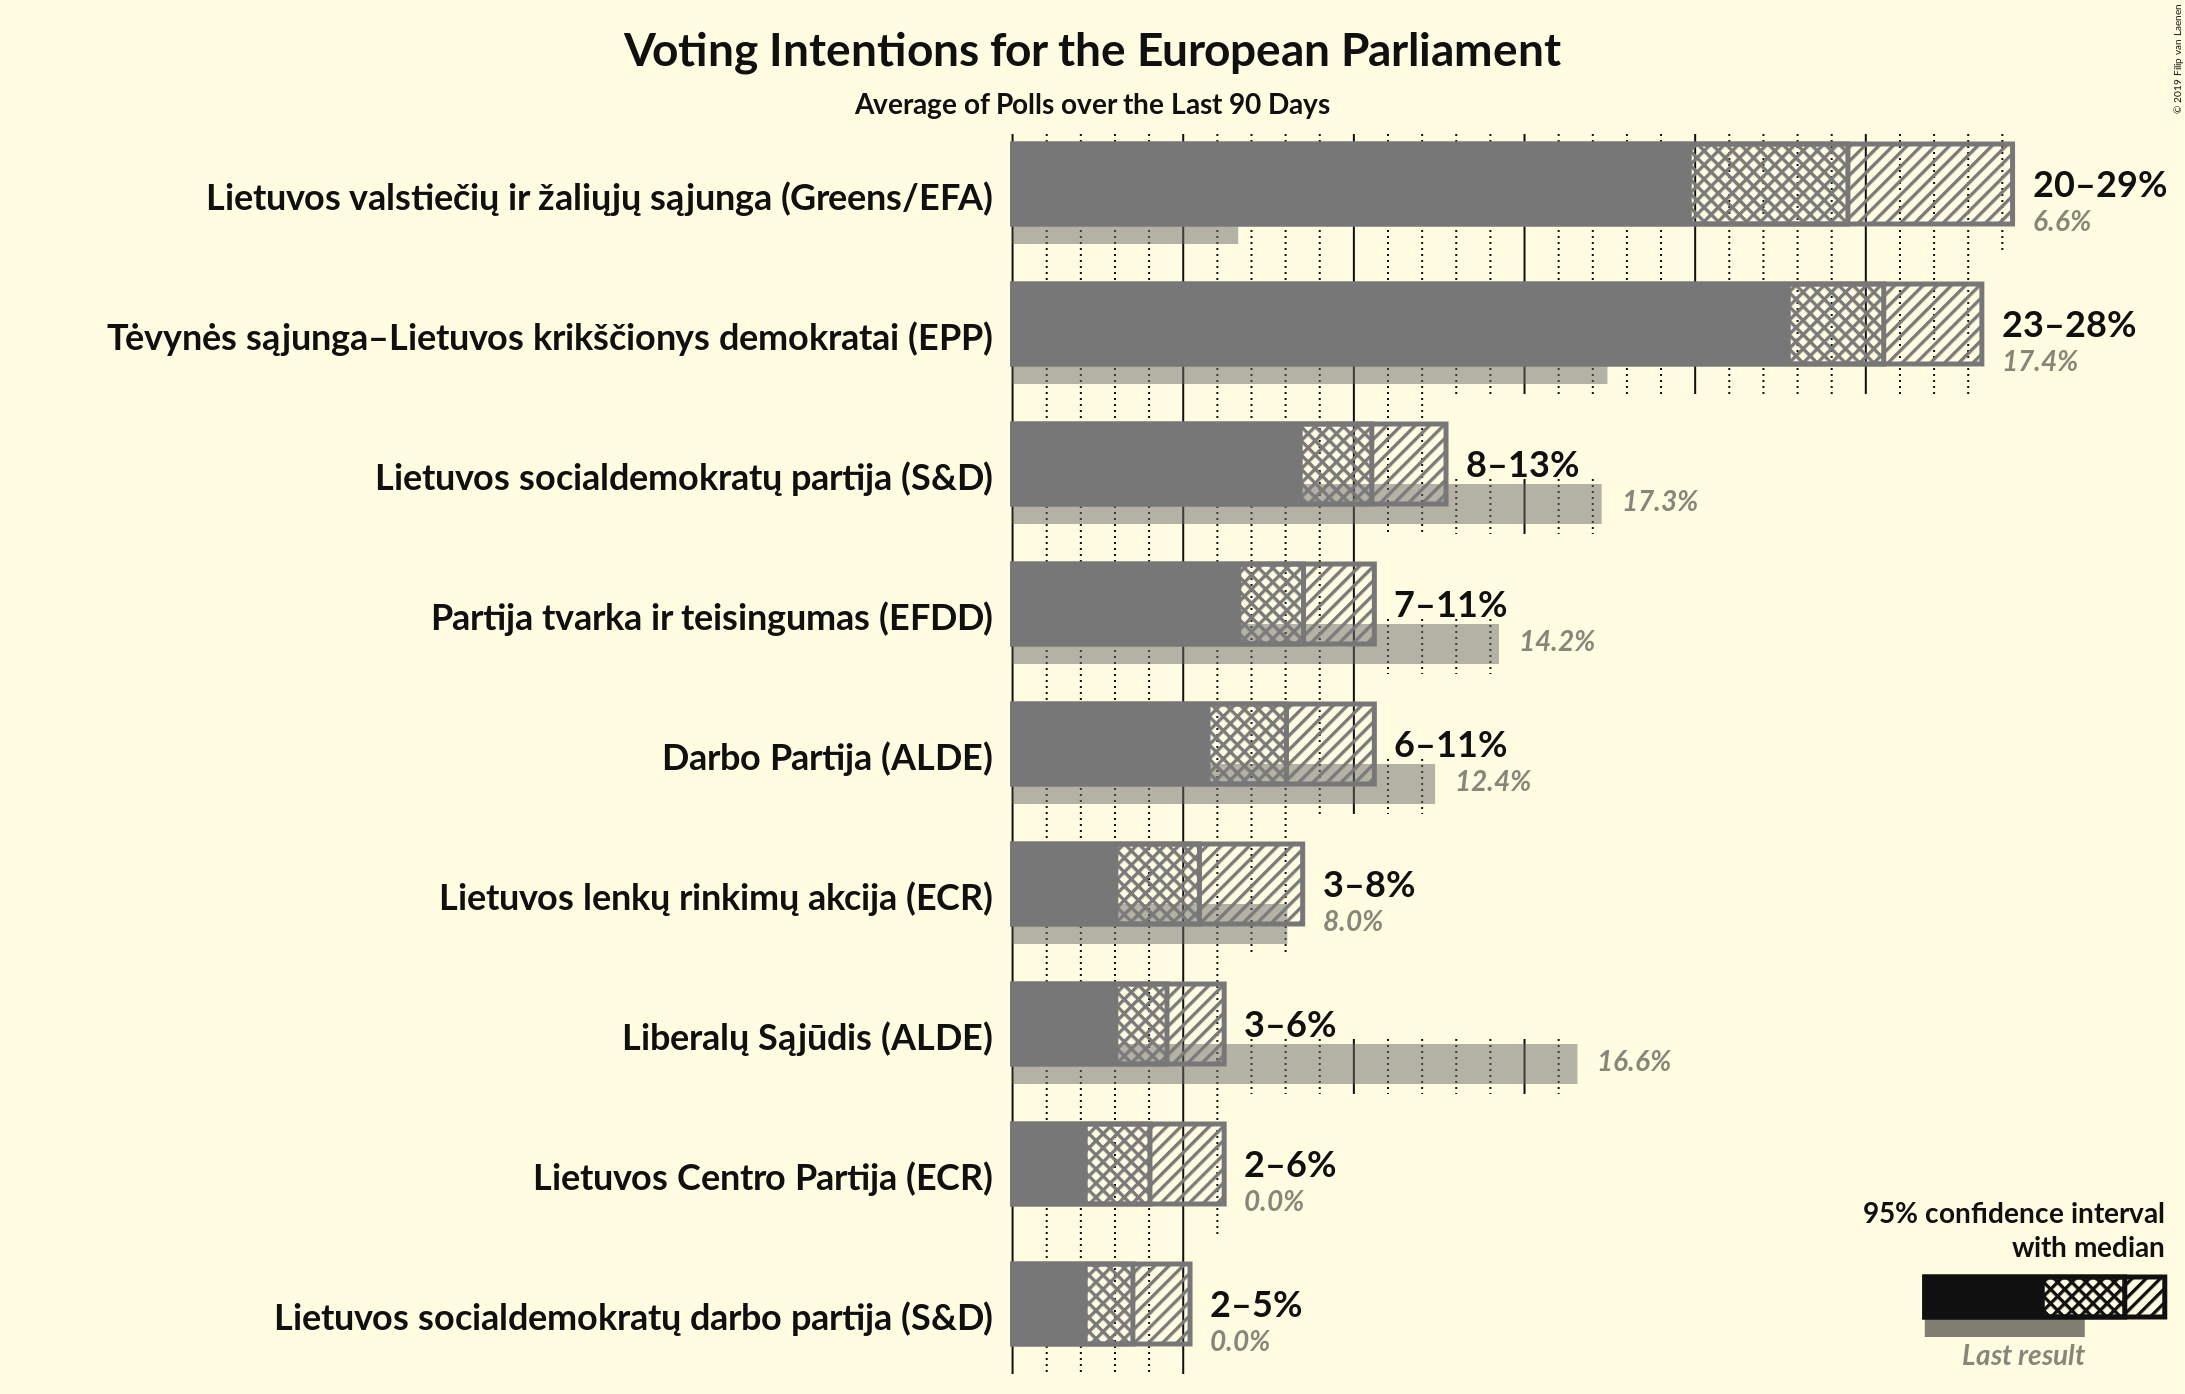 Voting Intentions for the European Parliament
Average of Polls over the Last 90 Days
© 2019 Filip van Laenen
Lietuvos valstiečių ir žaliųjų sąjunga (Greens/EFA)
20–29%
6.6%
Tėvynės sąjunga–Lietuvos krikščionys demokratai (EPP)
23–28%
17.4%
Lietuvos socialdemokratų partija (S&D)
8–13%
17.3%
Partija tvarka ir teisingumas (EFDD)
7–11%
14.2%
Darbo Partija (ALDE)
6–11%
12.4%
Lietuvos lenkų rinkimų akcija (ECR)
3–8%
8.0%
Liberalų Sąjūdis (ALDE)
3–6%
16.6%
Lietuvos Centro Partija (ECR)
2–6%
0.0%
Lietuvos socialdemokratų darbo partija (S&D)
2–5%
0.0%
95% confidence interval
with median
Last result